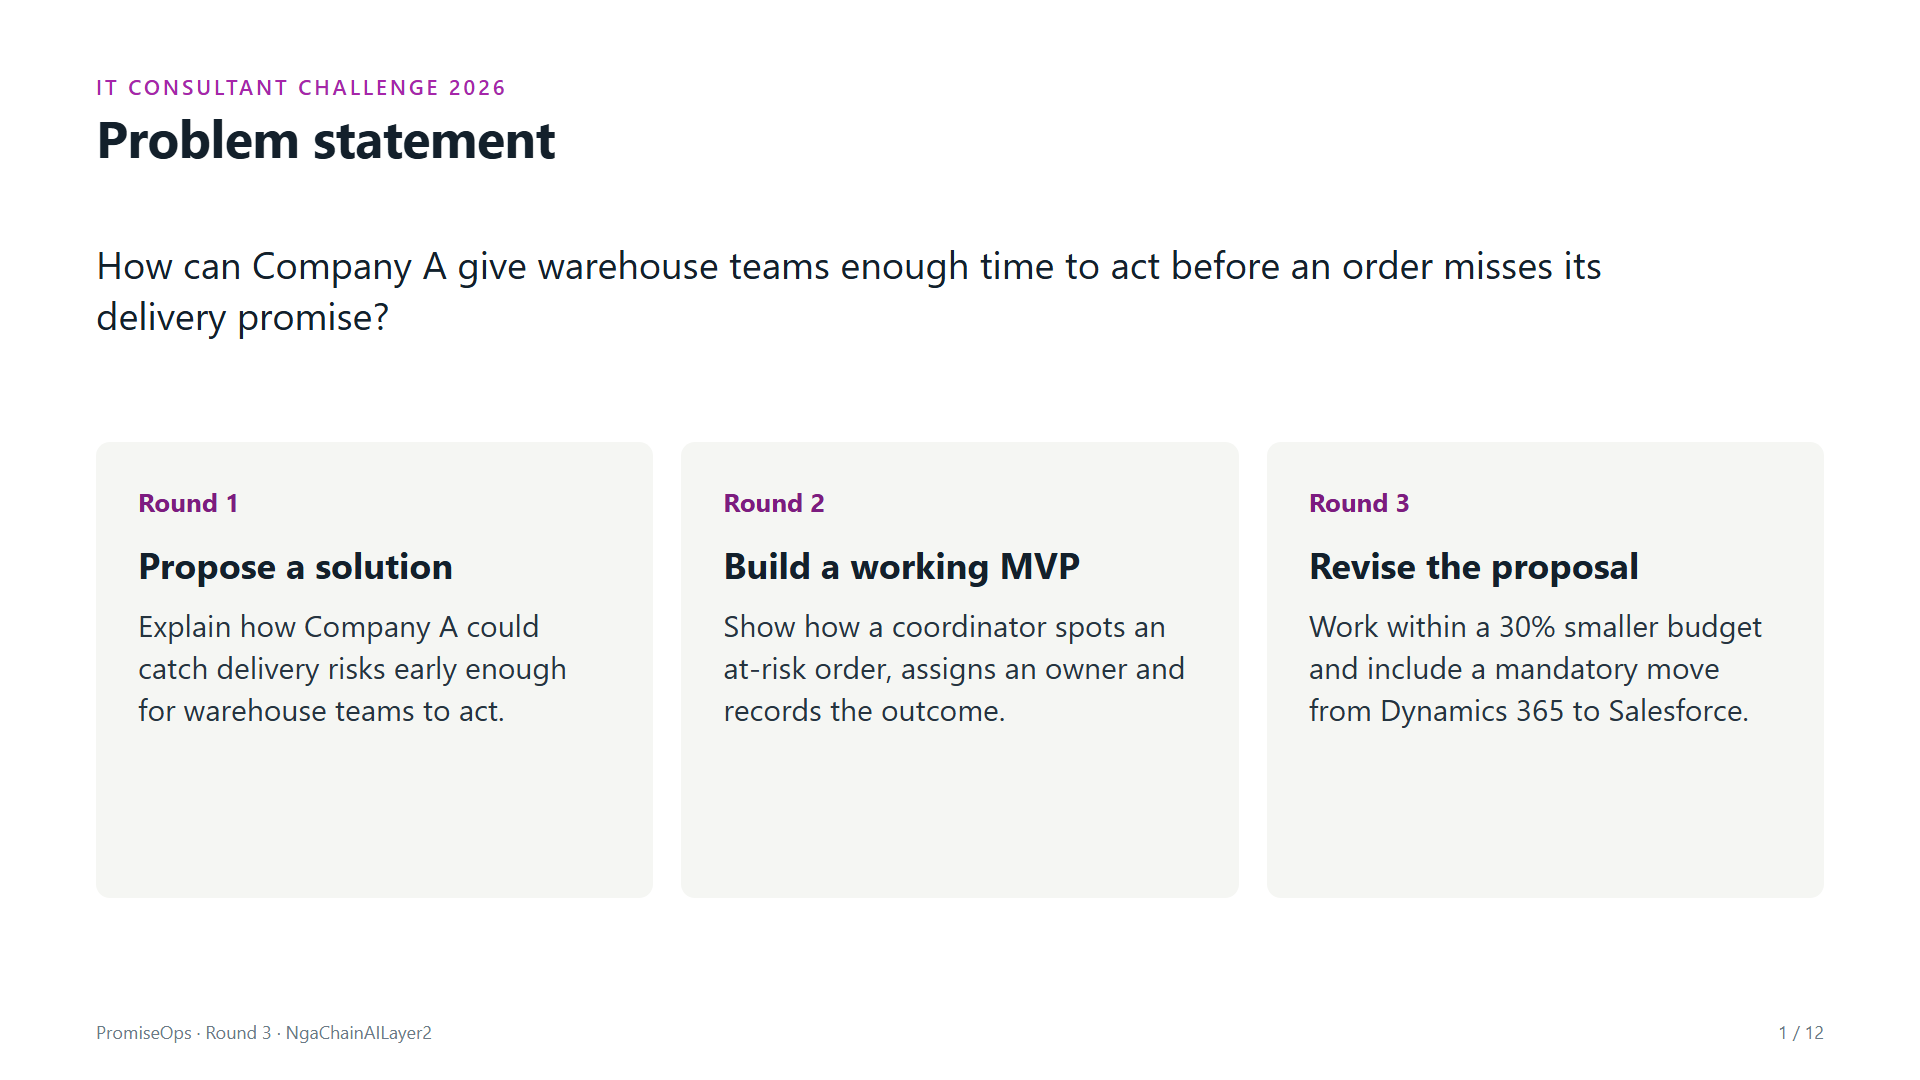 IT CONSULTANT CHALLENGE 2026
Problem statement
How can Company A give warehouse teams enough time to act before an order misses its
delivery promise?
Round 1
Propose a solution
Explain how Company A could
catch delivery risks early enough
for warehouse teams to act.
Round 2
Build a working MVP
Show how a coordinator spots an
at-risk order, assigns an owner and
records the outcome.
Round 3
Revise the proposal
Work within a 30% smaller budget
and include a mandatory move
from Dynamics 365 to Salesforce.
PromiseOps · Round 3 · NgaChainAILayer2
1 / 12